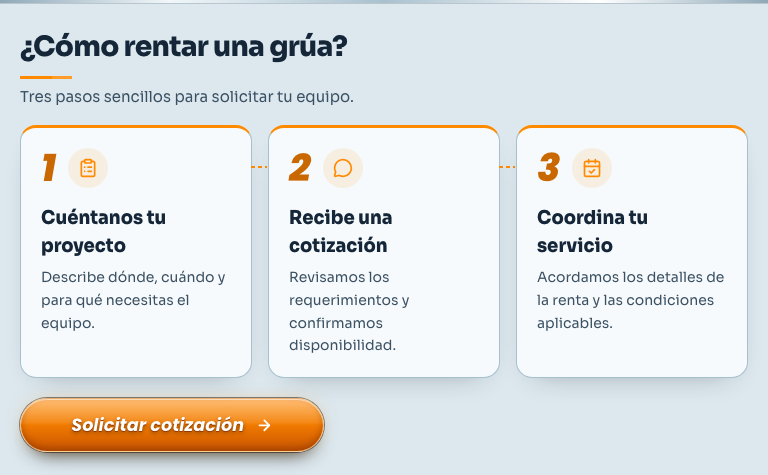 ¿Cómo rentar una grúa?
Tres pasos sencillos para solicitar tu equipo.
1
Cuéntanos tu
proyecto
Describe dónde, cuándo y
para qué necesitas el
equipo.
2
Recibe una
cotización
Revisamos los
requerimientos y
confirmamos
disponibilidad.
3
Coordina tu
servicio
Acordamos los detalles de
la renta y las condiciones
aplicables.
Solicitar cotización →